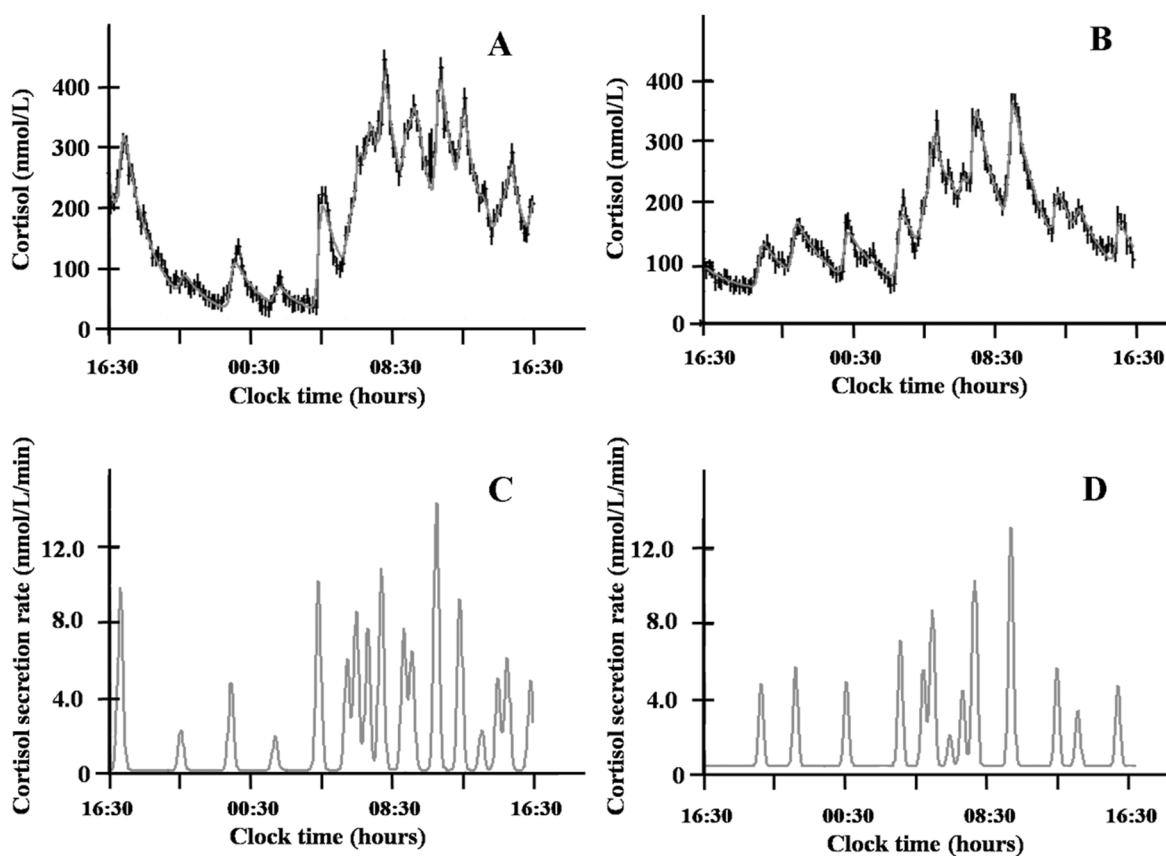 A
Cortisol (nmol/L)
400
300
200
100
0
16:30 00:30 08:30 16:30
Clock time (hours)
B
Cortisol (nmol/L)
400
300
200
100
0
16:30 00:30 08:30 16:30
Clock time (hours)
C
Cortisol secretion rate (nmol/L/min)
12.0
8.0
4.0
0
16:30 00:30 08:30 16:30
Clock time (hours)
D
Cortisol secretion rate (nmol/L/min)
12.0
8.0
4.0
0
16:30 00:30 08:30 16:30
Clock time (hours)